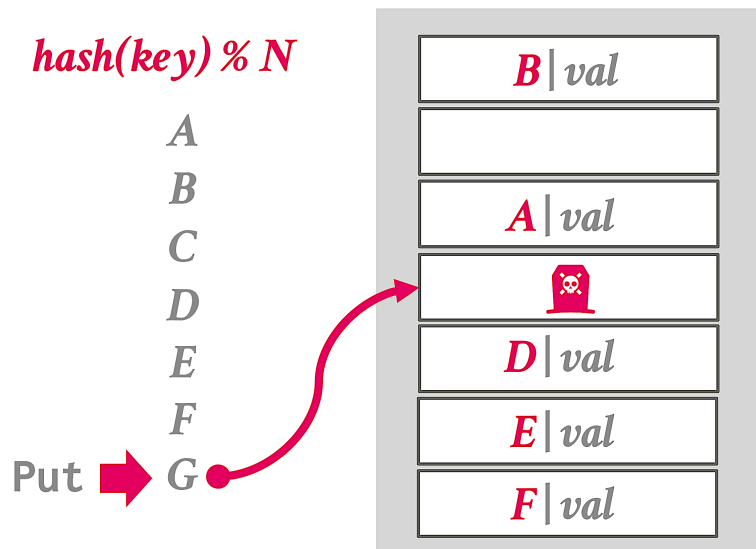 hash(key) % N
A
B
C
D
E
F
Put G
B|val
A|val
D|val
E|val
F|val